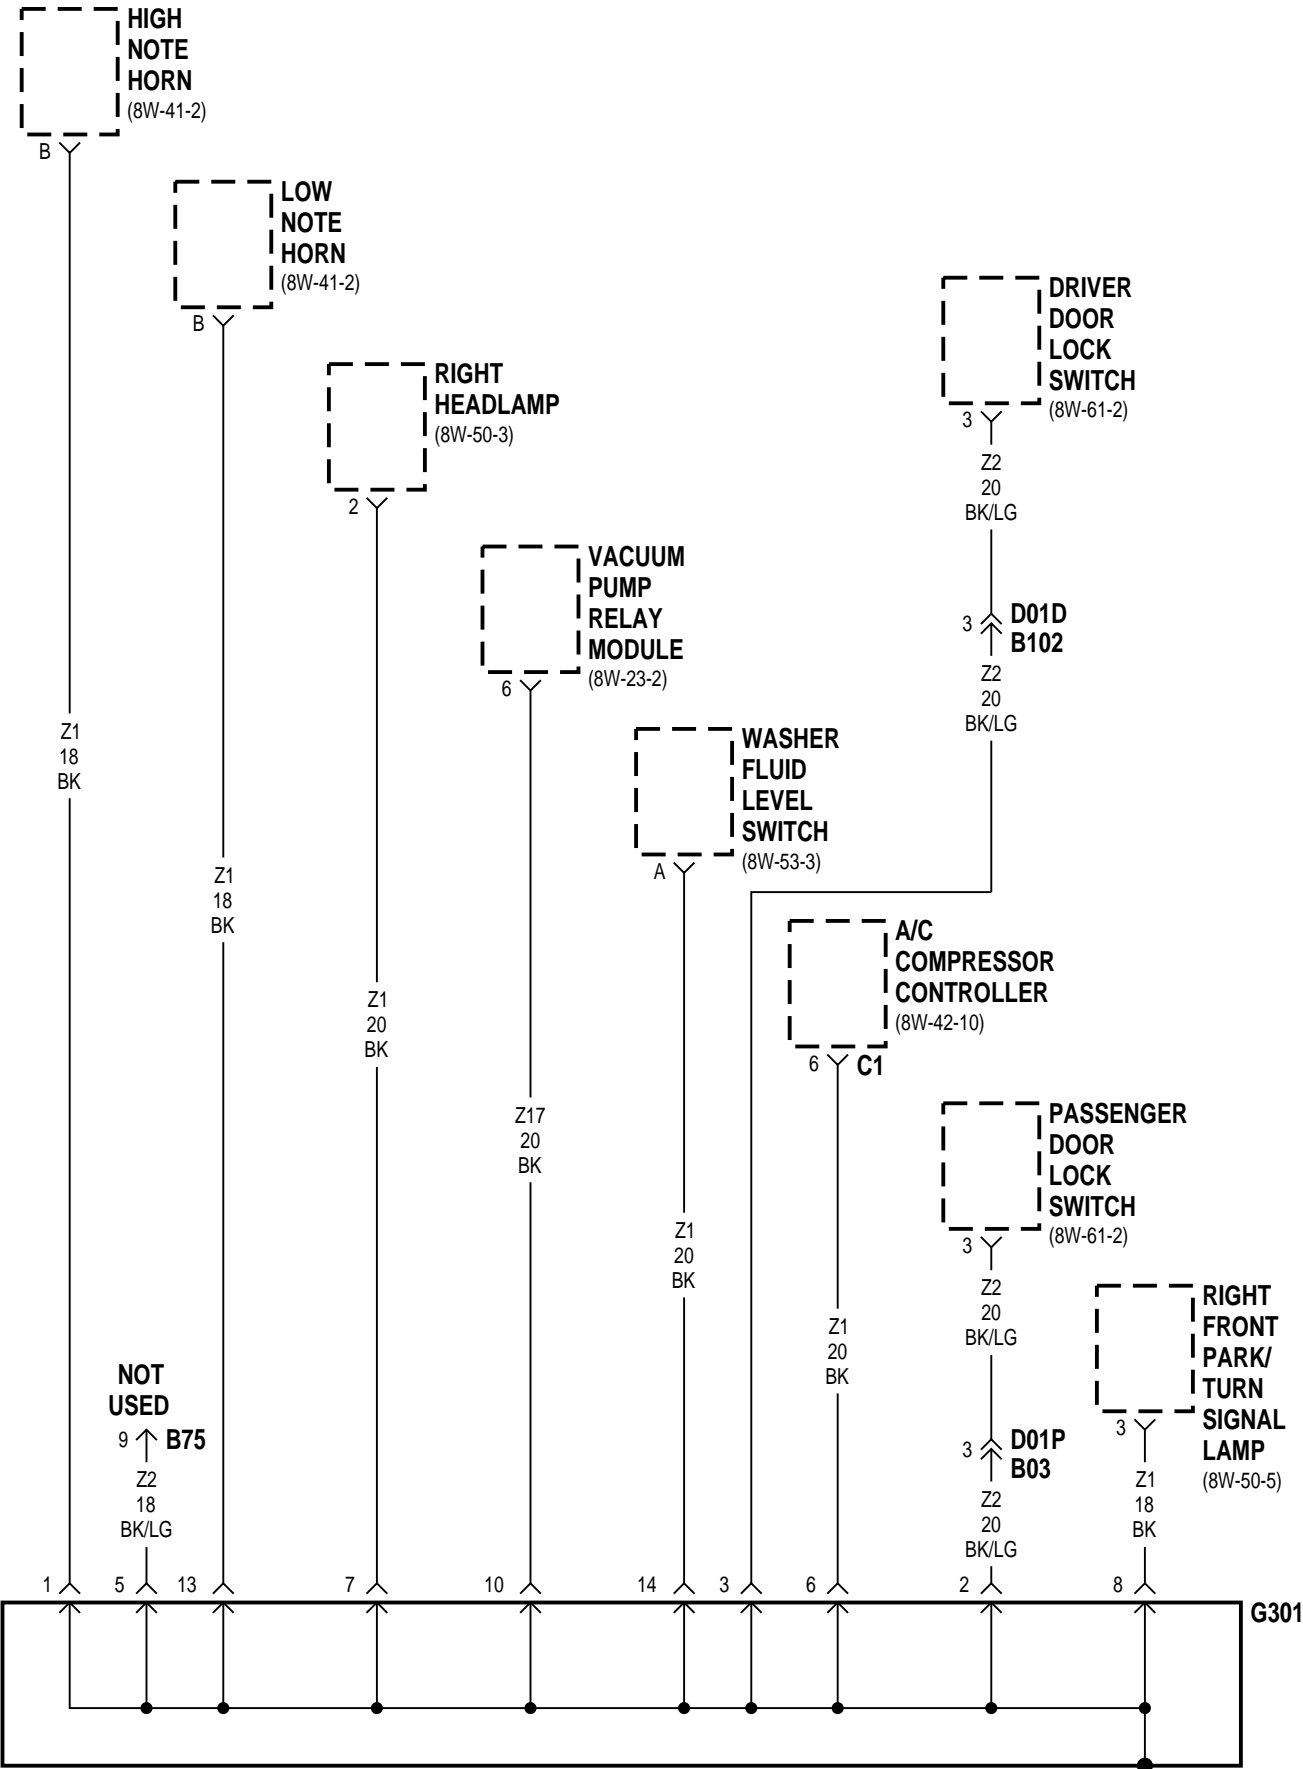 HIGH
NOTE
HORN
(8W-41-2)
B
LOW
NOTE
HORN
(8W-41-2)
B
DRIVER
DOOR
LOCK
SWITCH
(8W-61-2)
3
Z2
20
BK/LG
3
D01D
B102
Z2
20
BK/LG
RIGHT
HEADLAMP
(8W-50-3)
2
VACUUM
PUMP
RELAY
MODULE
(8W-23-2)
6
Z1
18
BK
WASHER
FLUID
LEVEL
SWITCH
(8W-53-3)
A
Z1
18
BK
A/C
COMPRESSOR
CONTROLLER
(8W-42-10)
6
C1
Z1
20
BK
Z17
20
BK
PASSENGER
DOOR
LOCK
SWITCH
(8W-61-2)
3
Z2
20
BK/LG
Z1
20
BK
Z1
20
BK
RIGHT
FRONT
PARK/
TURN
SIGNAL
LAMP
(8W-50-5)
3
Z1
18
BK
NOT
USED
9
B75
Z2
18
BK/LG
3
D01P
B03
Z2
20
BK/LG
1
5
13
7
10
14
3
6
2
8
G301